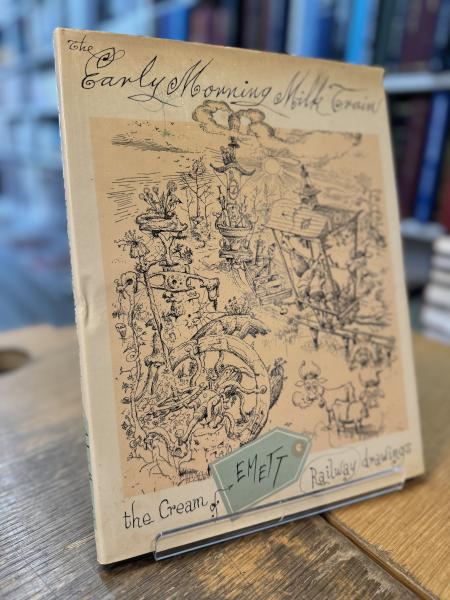 The
Early Morning Milk Train
the Cream of
EMETT
Railway drawings